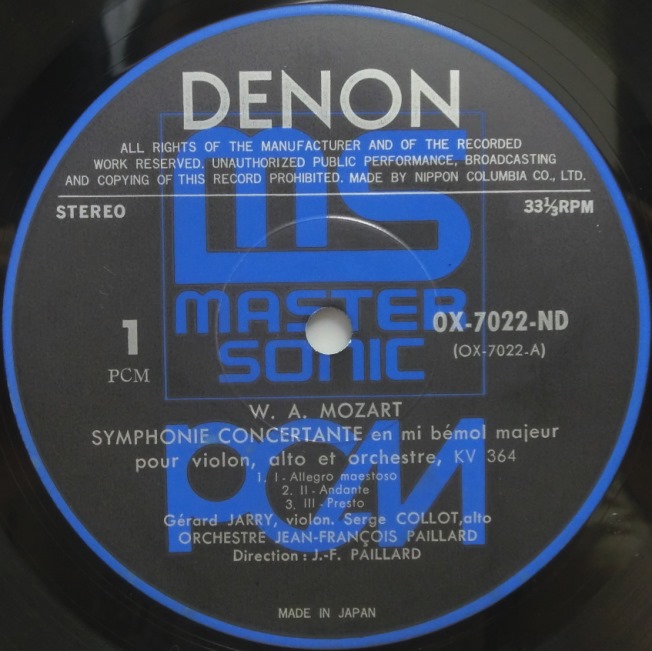 DENON
ALL RIGHTS OF THE MANUFACTURER AND OF THE RECORDED
WORK RESERVED. UNAUTHORIZED PUBLIC PERFORMANCE, BROADCASTING
AND COPYING OF THIS RECORD PROHIBITED. MADE BY NIPPON COLUMBIA CO., LTD.
STEREO
33⅓RPM
ms
MASTER
SONIC
1
PCM
OX-7022-ND
(OX-7022-A)
W. A. MOZART
SYMPHONIE CONCERTANTE en mi bémol majeur
pour violon, alto et orchestre, KV 364
1. I - Allegro maestoso
2. II - Andante
3. III - Presto
PCM
Gérard JARRY, violon. Serge COLLOT,alto
ORCHESTRE JEAN-FRANÇOIS PAILLARD
Direction : J.-F. PAILLARD
MADE IN JAPAN